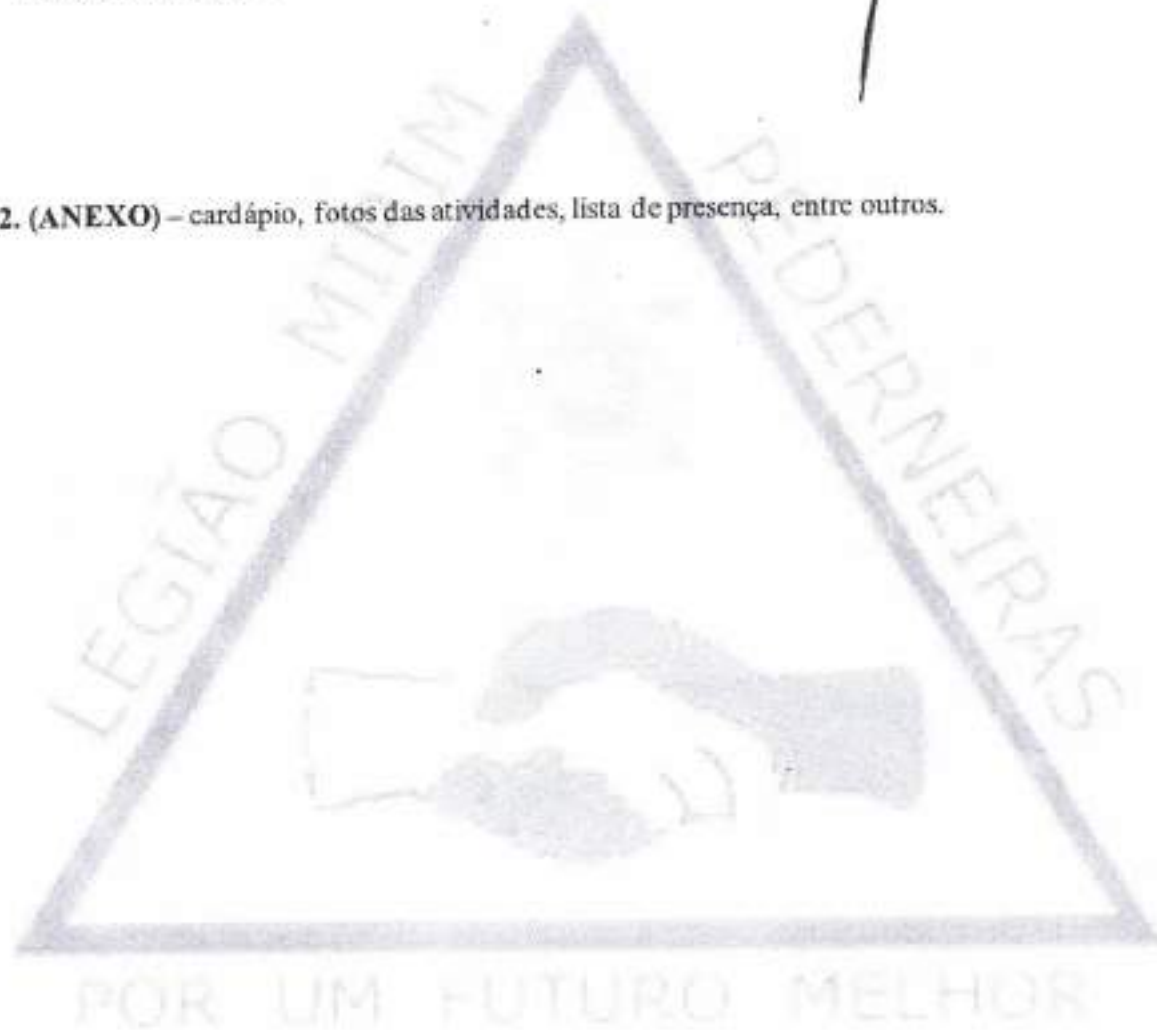 2. (ANEXO) – cardápio, fotos das atividades, lista de presença, entre outros.
LEGIÃO MIRIM
PEDERNEIRAS
POR UM FUTURO MELHOR